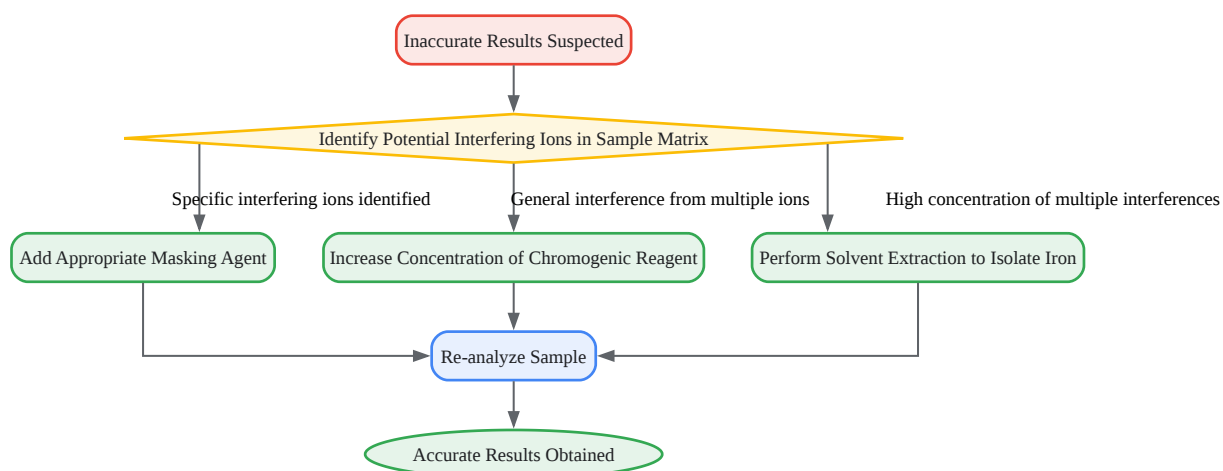 Inaccurate Results Suspected
Identify Potential Interfering Ions in Sample Matrix
Specific interfering ions identified
General interference from multiple ions
High concentration of multiple interferences
Add Appropriate Masking Agent
Increase Concentration of Chromogenic Reagent
Perform Solvent Extraction to Isolate Iron
Re-analyze Sample
Accurate Results Obtained